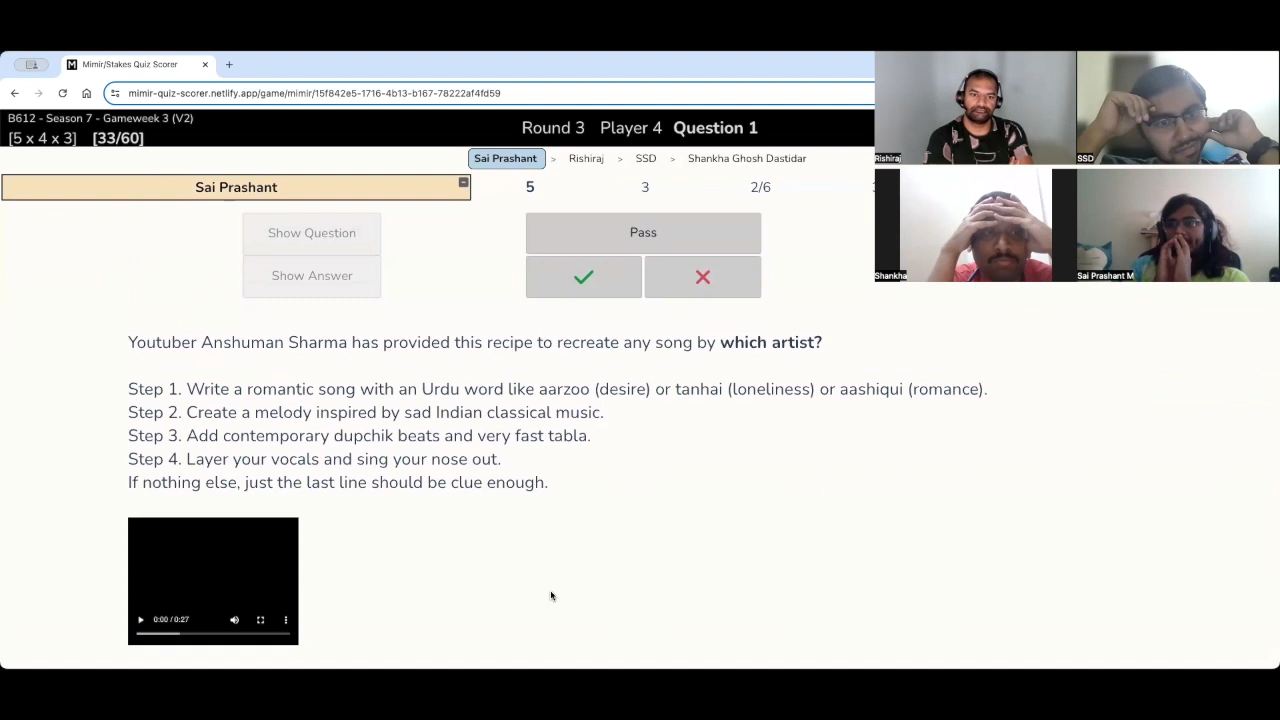 Mimir/Stakes Quiz Scorer
mimir-quiz-scorer.netlify.app/game/mimir/15f842e5-1716-4b13-b167-78222af4fd59
B612 - Season 7 - Gameweek 3 (V2)
[5 x 4 x 3] [33/60]
Round 3 Player 4 Question 1
Sai Prashant > Rishiraj > SSD > Shankha Ghosh Dastidar
Sai Prashant 5 3 2/6
Show Question
Pass
Show Answer
Rishiraj
SSD
Shankha
Sai Prashant M
Youtuber Anshuman Sharma has provided this recipe to recreate any song by which artist?
Step 1. Write a romantic song with an Urdu word like aarzoo (desire) or tanhai (loneliness) or aashiqui (romance).
Step 2. Create a melody inspired by sad Indian classical music.
Step 3. Add contemporary dupchik beats and very fast tabla.
Step 4. Layer your vocals and sing your nose out.
If nothing else, just the last line should be clue enough.
0:00 / 0:27